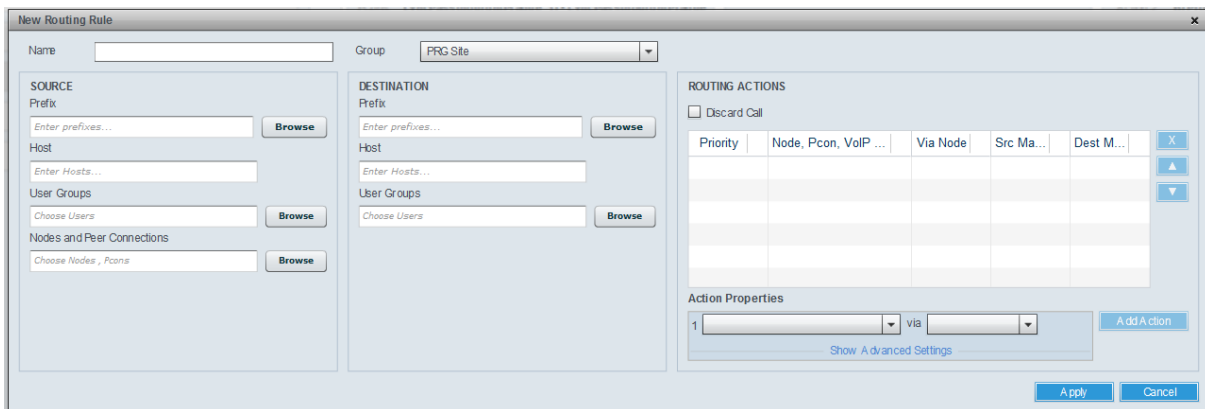 New Routing Rule x
Name
Group PRG Site
SOURCE
Prefix
Enter prefixes... Browse
Host
Enter Hosts...
User Groups
Choose Users Browse
Nodes and Peer Connections
Choose Nodes , Pcons Browse
DESTINATION
Prefix
Enter prefixes... Browse
Host
Enter Hosts...
User Groups
Choose Users Browse
ROUTING ACTIONS
Discard Call
Priority Node, Pcon, VoIP ... Via Node Src Ma... Dest M... X
Action Properties
1 via Add Action
Show Advanced Settings
Apply Cancel